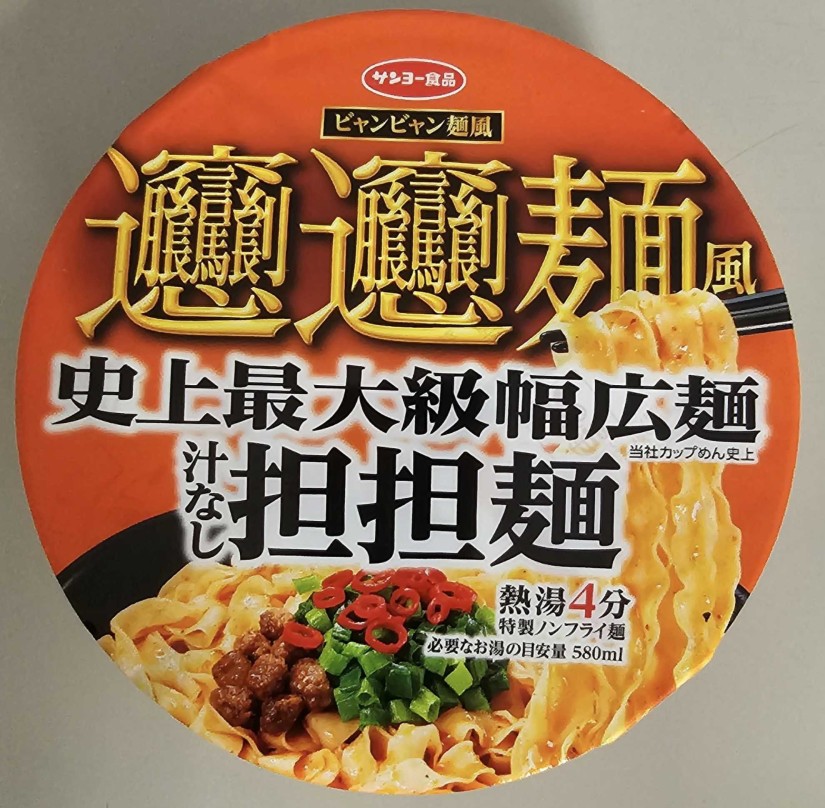 サンヨー食品
ビャンビャン麺風
𰻞𰻞麺風
史上最大級幅広麺
当社カップめん史上
汁なし担担麺
熱湯4分
特製ノンフライ麺
必要なお湯の目安量 580ml